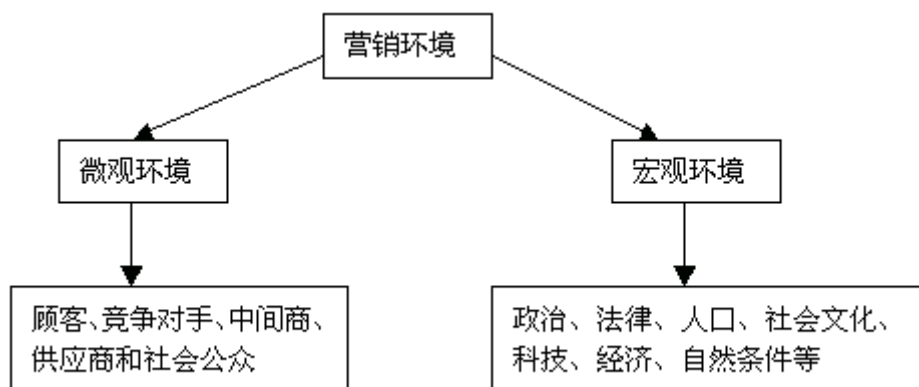 营销环境
微观环境
宏观环境
顾客、竞争对手、中间商、
供应商和社会公众
政治、法律、人口、社会文化、
科技、经济、自然条件等